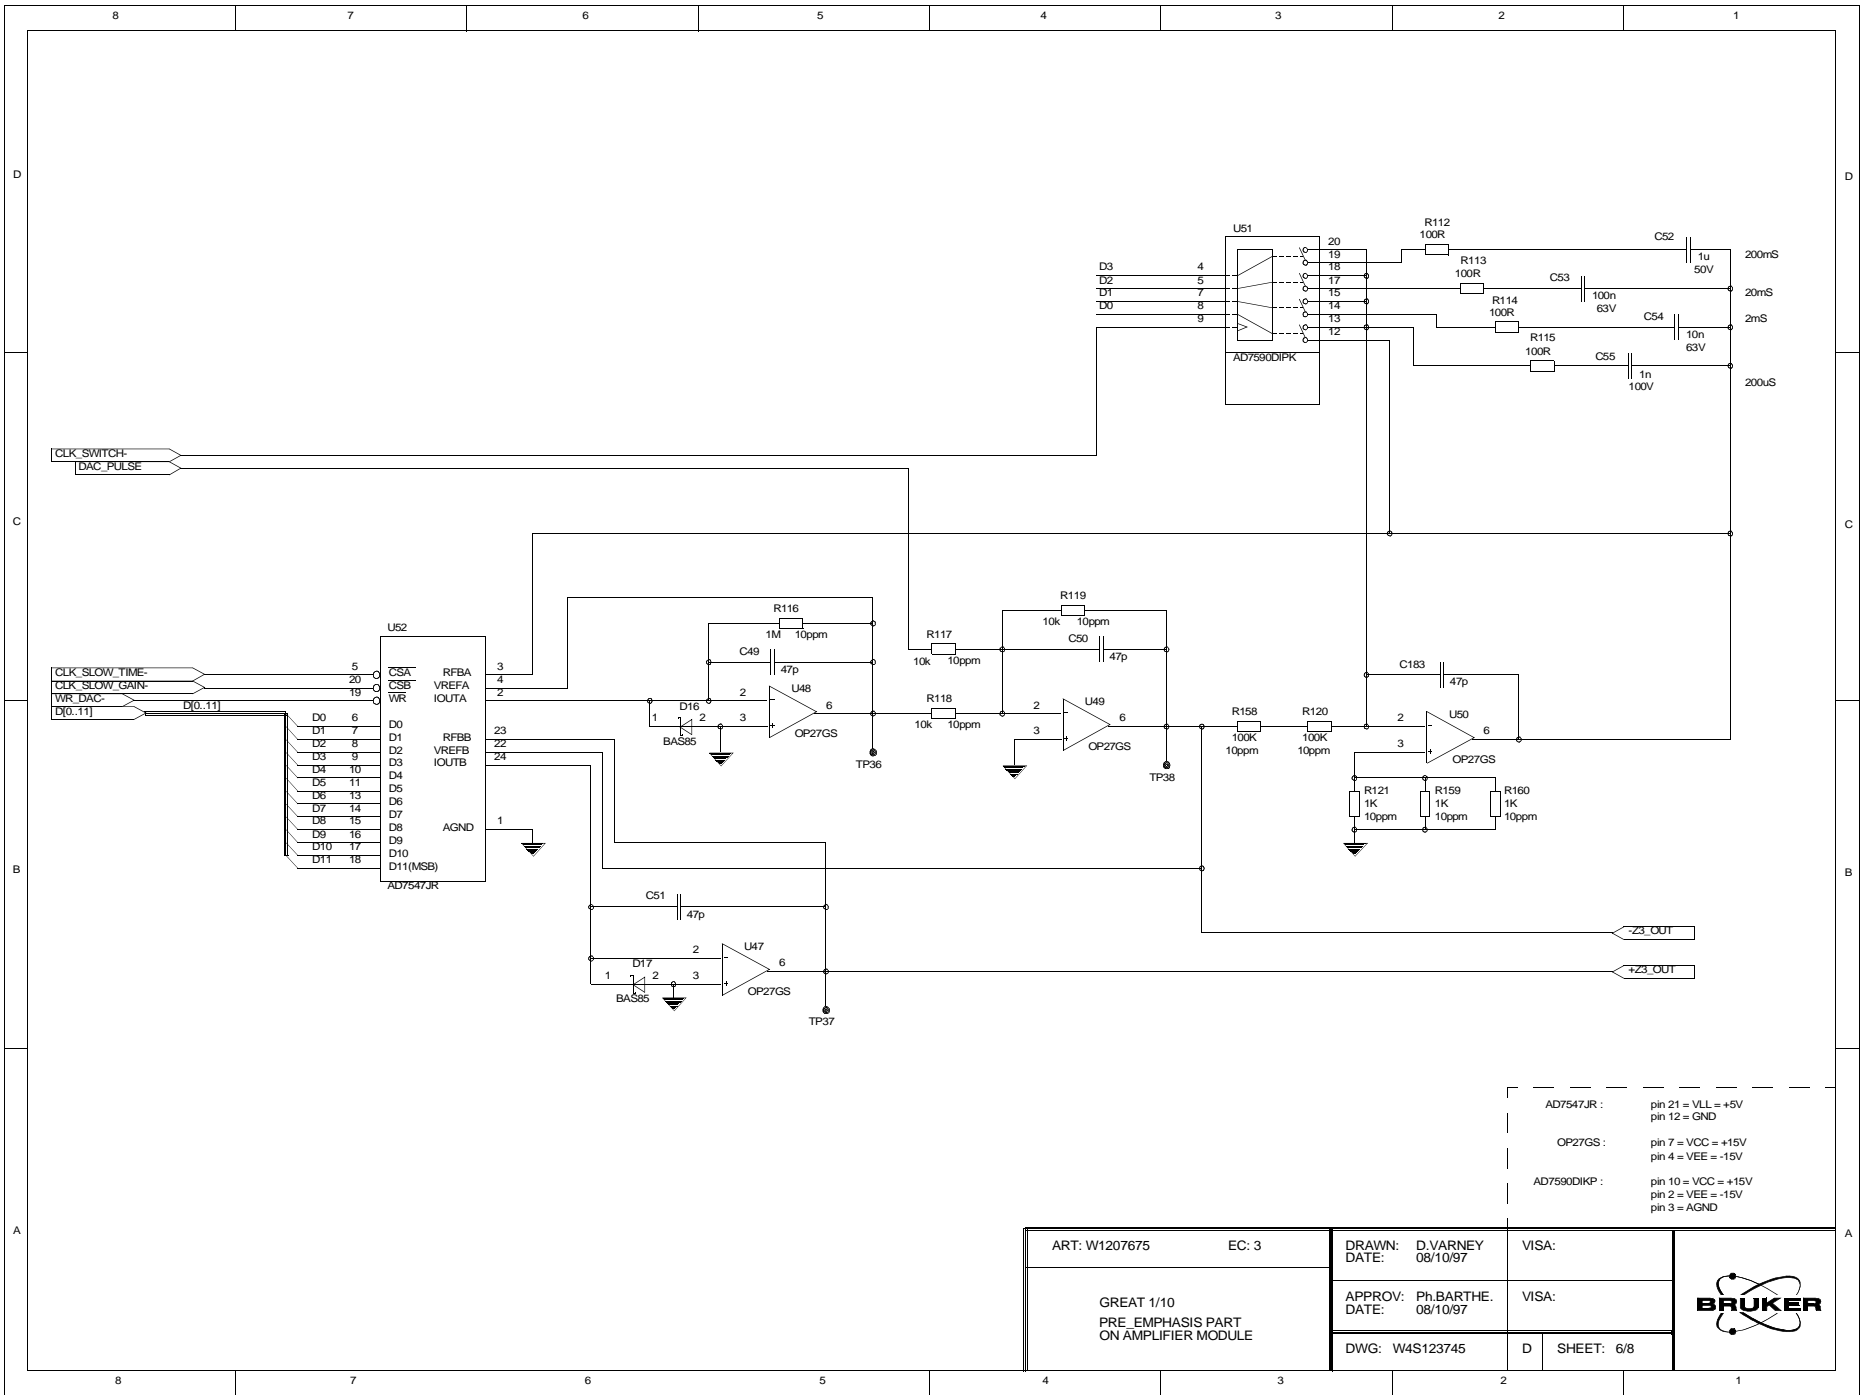 8 7 6 5 4 3 2 1
D
D
U51
D3 4
D2 5
D1 7
D0 8
9
20
19
18
17
15
14
13
12
AD7590DIPK
R112
100R
C52
1u
50V
200mS
R113
100R
C53
100n
63V
20mS
R114
100R
C54
10n
63V
2mS
R115
100R
C55
1n
100V
200uS
CLK_SWITCH-
DAC_PULSE
C
C
U52
CLK_SLOW_TIME-
CLK_SLOW_GAIN-
WR_DAC-
D[0..11]
D[0..11]
5 CSA
20 CSB
19 WR
D0 6 D0
D1 7 D1
D2 8 D2
D3 9 D3
D4 10 D4
D5 11 D5
D6 13 D6
D7 14 D7
D8 15 D8
D9 16 D9
D10 17 D10
D11 18 D11(MSB)
RFBA 3
VREFA 4
IOUTA 2
RFBB 23
VREFB 22
IOUTB 24
AGND 1
AD7547JR
R116
1M 10ppm
C49
47p
D16
1 2
BAS85
2
3
6
U48
OP27GS
TP36
R117
10k 10ppm
R118
10k 10ppm
R119
10k 10ppm
C50
47p
2
3
6
U49
OP27GS
TP38
R158
100K
10ppm
R120
100K
10ppm
C183
47p
2
3
6
U50
OP27GS
R121
1K
10ppm
R159
1K
10ppm
R160
1K
10ppm
B
B
C51
47p
D17
1 2
BAS85
2
3
6
U47
OP27GS
TP37
-Z3_OUT
+Z3_OUT
AD7547JR : pin 21 = VLL = +5V
pin 12 = GND
OP27GS : pin 7 = VCC = +15V
pin 4 = VEE = -15V
AD7590DIKP : pin 10 = VCC = +15V
pin 2 = VEE = -15V
pin 3 = AGND
A
A
ART: W1207675 EC: 3
GREAT 1/10
PRE_EMPHASIS PART
ON AMPLIFIER MODULE
DRAWN: D.VARNEY
DATE: 08/10/97
VISA:
APPROV: Ph.BARTHE.
DATE: 08/10/97
VISA:
DWG: W4S123745 D SHEET: 6/8
BRUKER
8 7 6 5 4 3 2 1